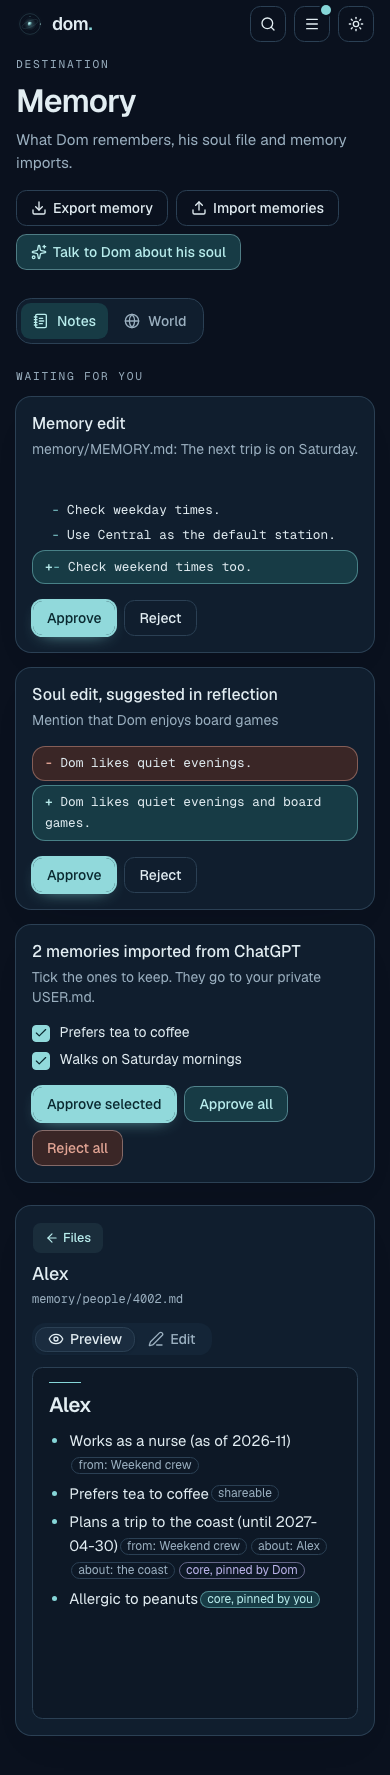 dom.
DESTINATION
Memory
What Dom remembers, his soul file and memory
imports.
Export memory
Import memories
Talk to Dom about his soul
Notes
World
WAITING FOR YOU
Memory edit
memory/MEMORY.md: The next trip is on Saturday.
- Check weekday times.
- Use Central as the default station.
+- Check weekend times too.
Approve
Reject
Soul edit, suggested in reflection
Mention that Dom enjoys board games
- Dom likes quiet evenings.
+ Dom likes quiet evenings and board
games.
Approve
Reject
2 memories imported from ChatGPT
Tick the ones to keep. They go to your private
USER.md.
Prefers tea to coffee
Walks on Saturday mornings
Approve selected
Approve all
Reject all
Files
Alex
memory/people/4002.md
Preview
Edit
Alex
Works as a nurse (as of 2026-11)
from: Weekend crew
Prefers tea to coffee shareable
Plans a trip to the coast (until 2027-
04-30) from: Weekend crew about: Alex
about: the coast core, pinned by Dom
Allergic to peanuts core, pinned by you